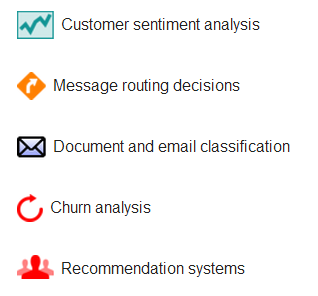 Customer sentiment analysis
Message routing decisions
Document and email classification
Churn analysis
Recommendation systems